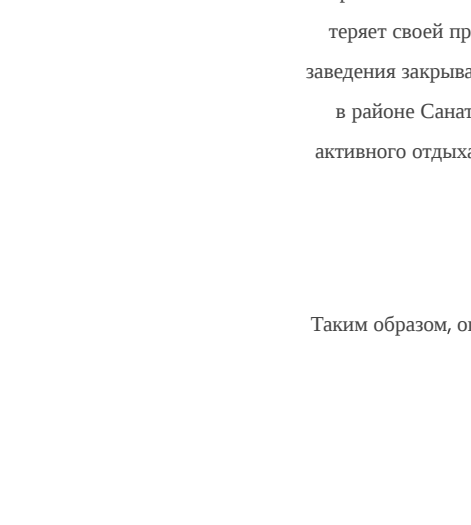 теряет своей пр
заведения закрыва
в районе Санат
активного отдыха
Таким образом, о